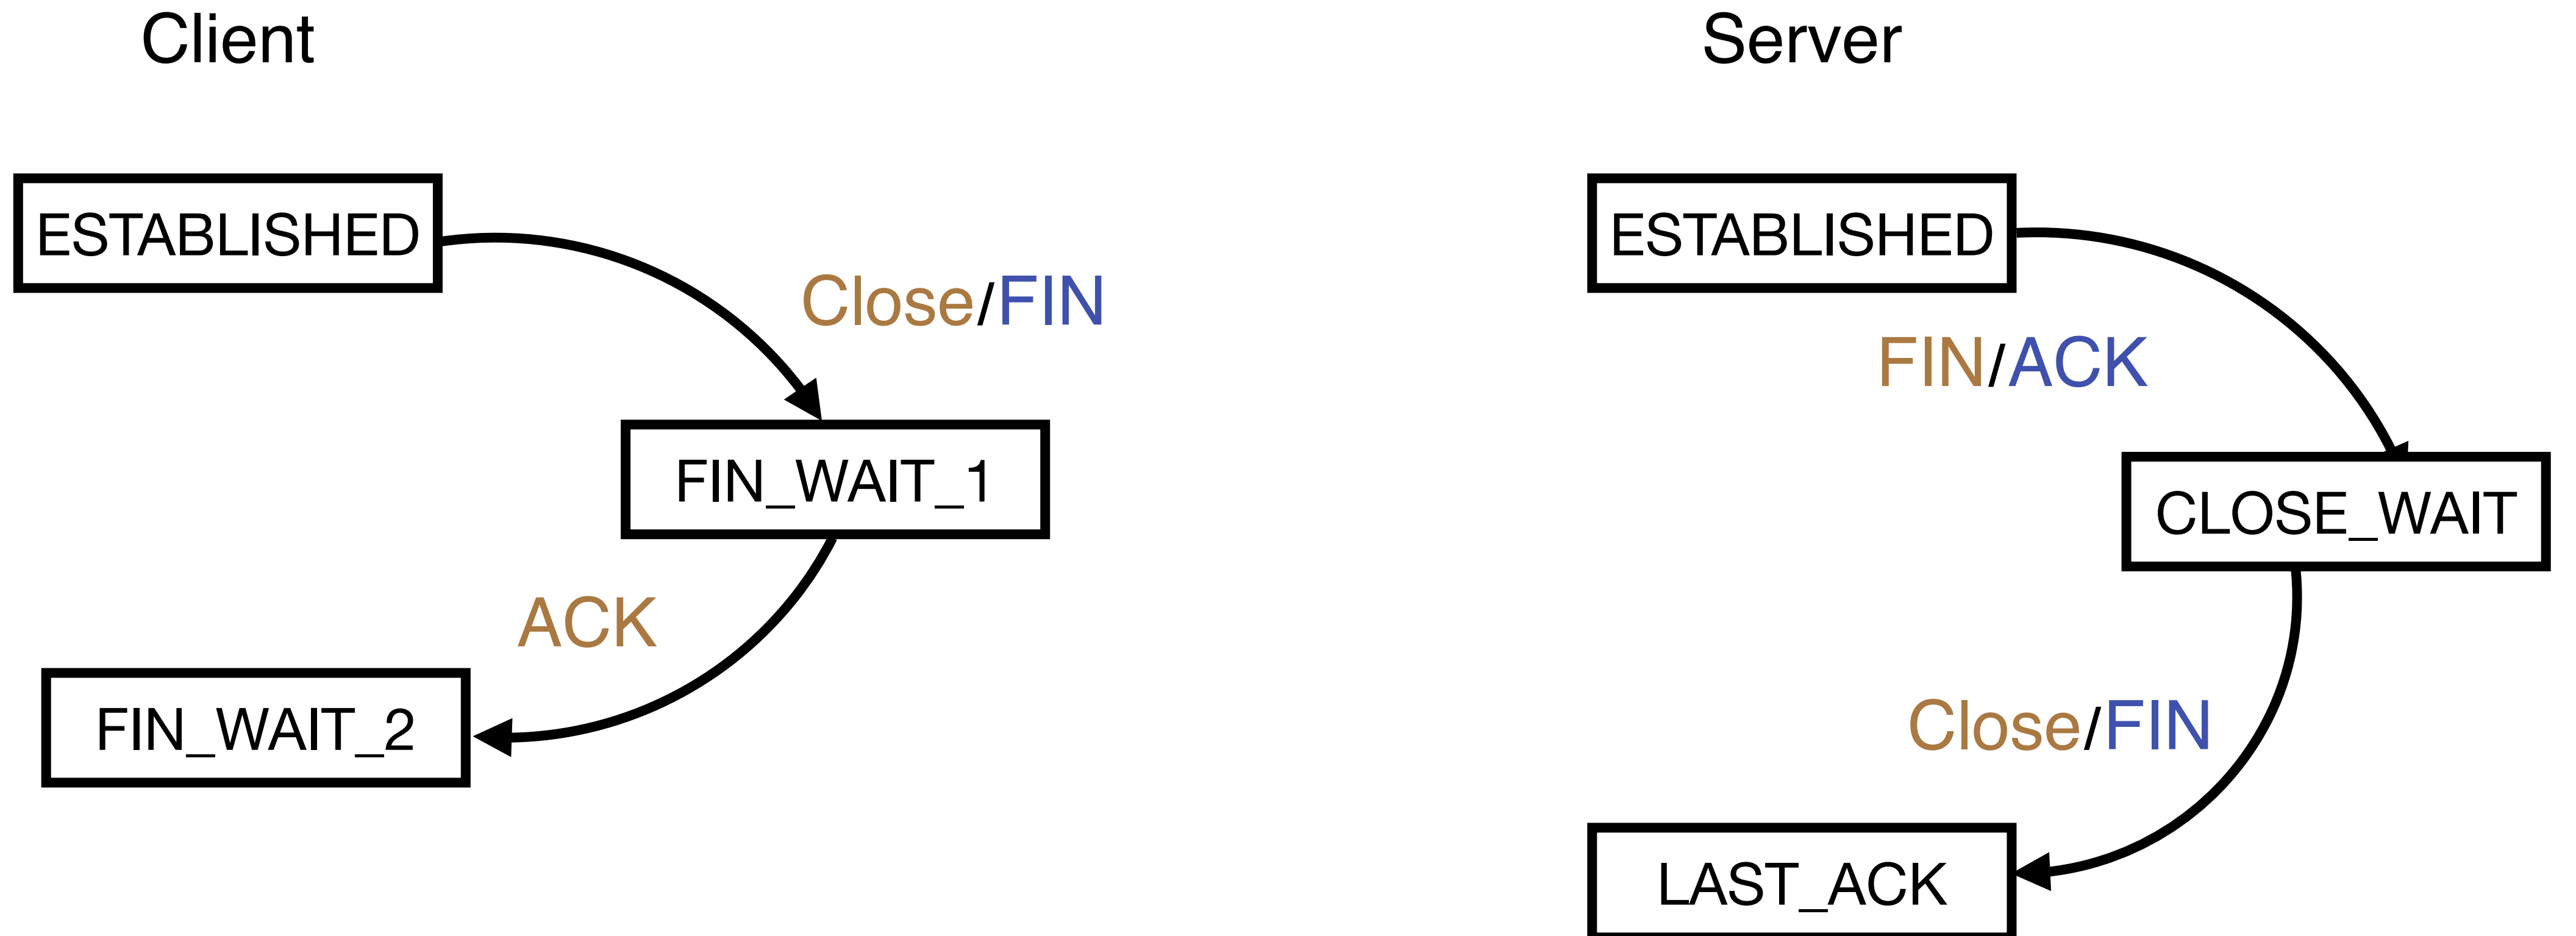 Client
Server
ESTABLISHED
ESTABLISHED
Close/FIN
FIN/ACK
FIN_WAIT_1
CLOSE_WAIT
ACK
FIN_WAIT_2
Close/FIN
LAST_ACK